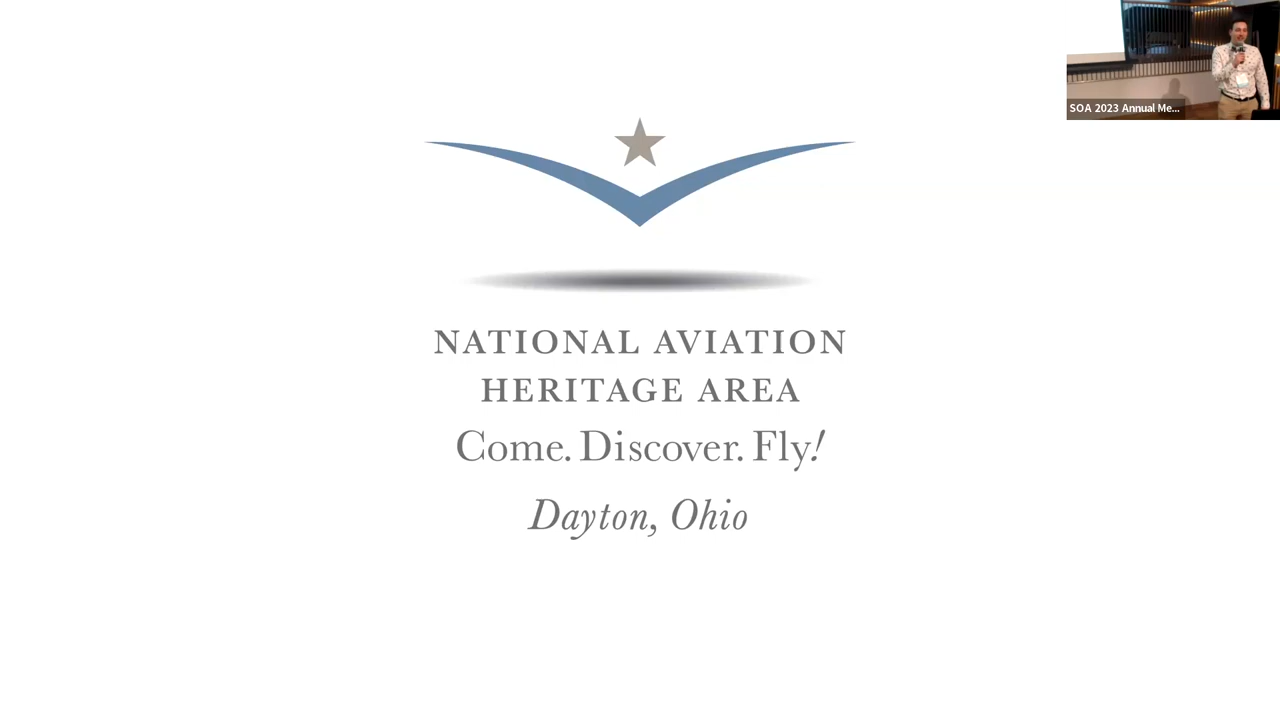 SOA 2023 Annual Me...
NATIONAL AVIATION
HERITAGE AREA
Come. Discover. Fly!
Dayton, Ohio